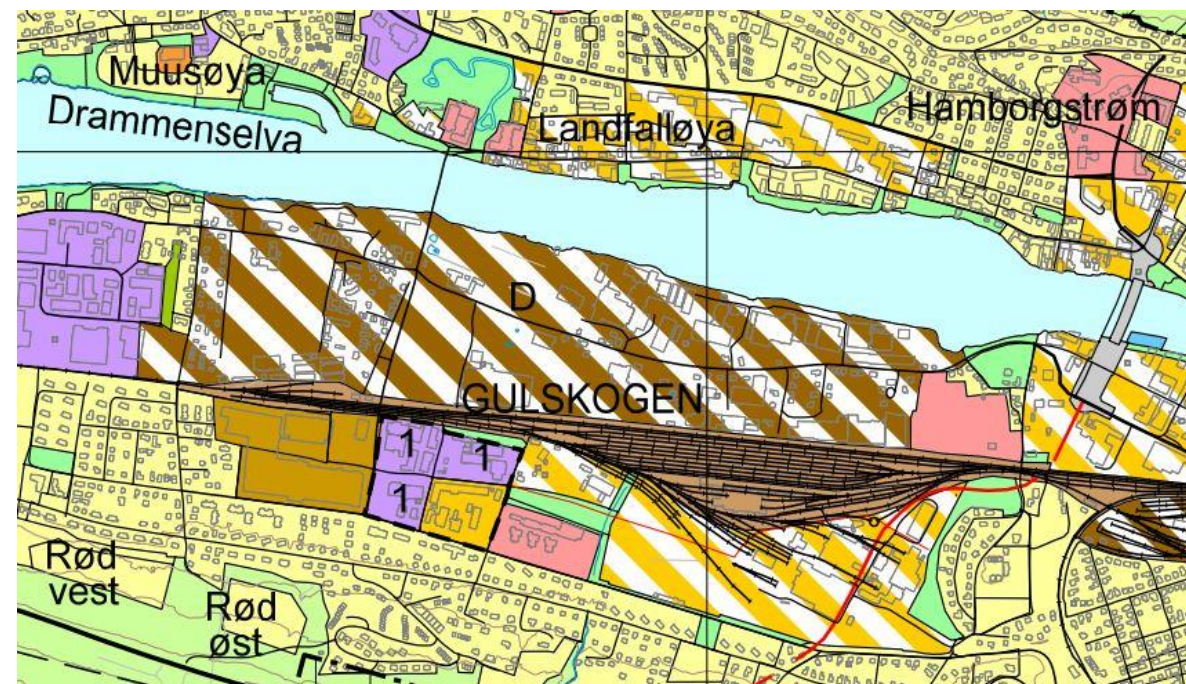 Muusøya
Hamborgstrøm
Drammenselva
Landfalløya
D
GULSKOGEN
1
1
1
Rød
vest
Rød
øst